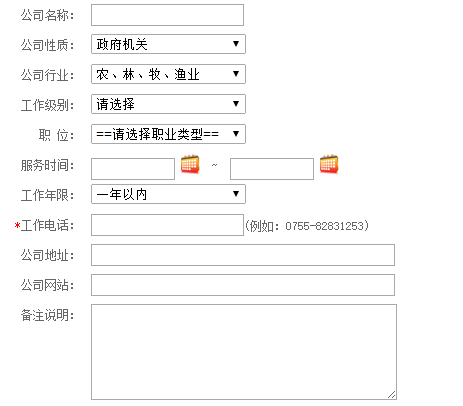 公司名称：
公司性质： 政府机关
公司行业： 农、林、牧、渔业
工作级别： 请选择
职 位： ==请选择职业类型==
服务时间： ~
工作年限： 一年以内
*工作电话： (例如：0755-82831253)
公司地址：
公司网站：
备注说明：